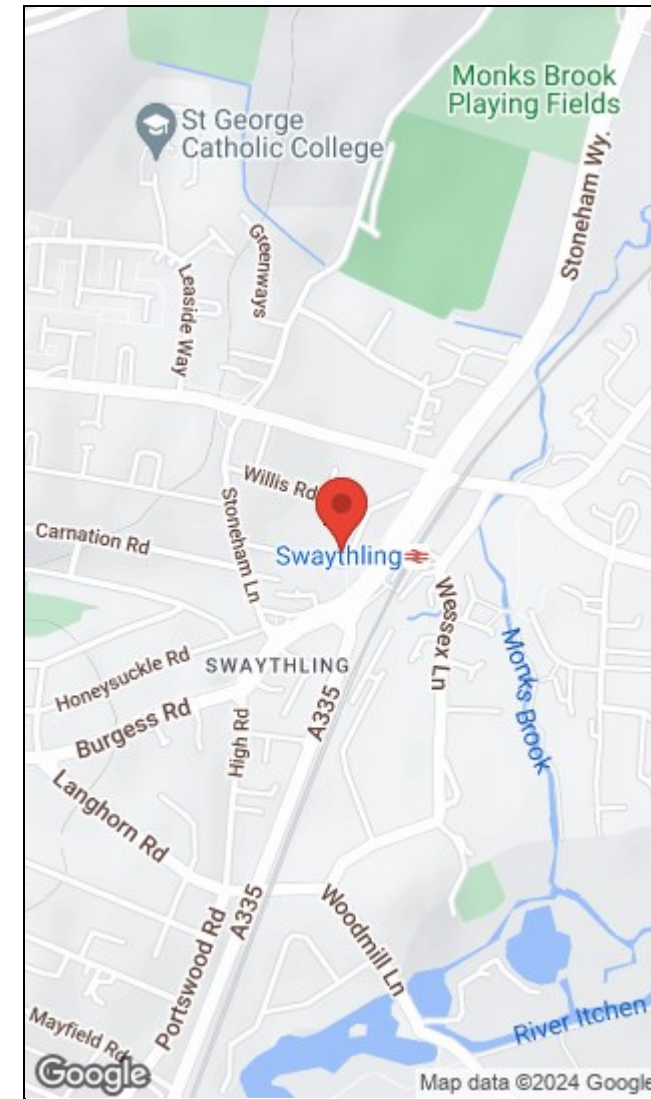 Monks Brook
Playing Fields
St George
Catholic College
Stoneham Wy.
Greenways
Leaside Way
Willis Rd
Stoneham Ln
Carnation Rd
Swaythling
Wessex Ln
Monks Brook
Honeysuckle Rd
SWAYTHLING
Burgess Rd
High Rd
A335
Langhorn Rd
A335
Portswood Rd
Woodmill Ln
Mayfield Rd
River Itchen
Google
Map data ©2024 Google